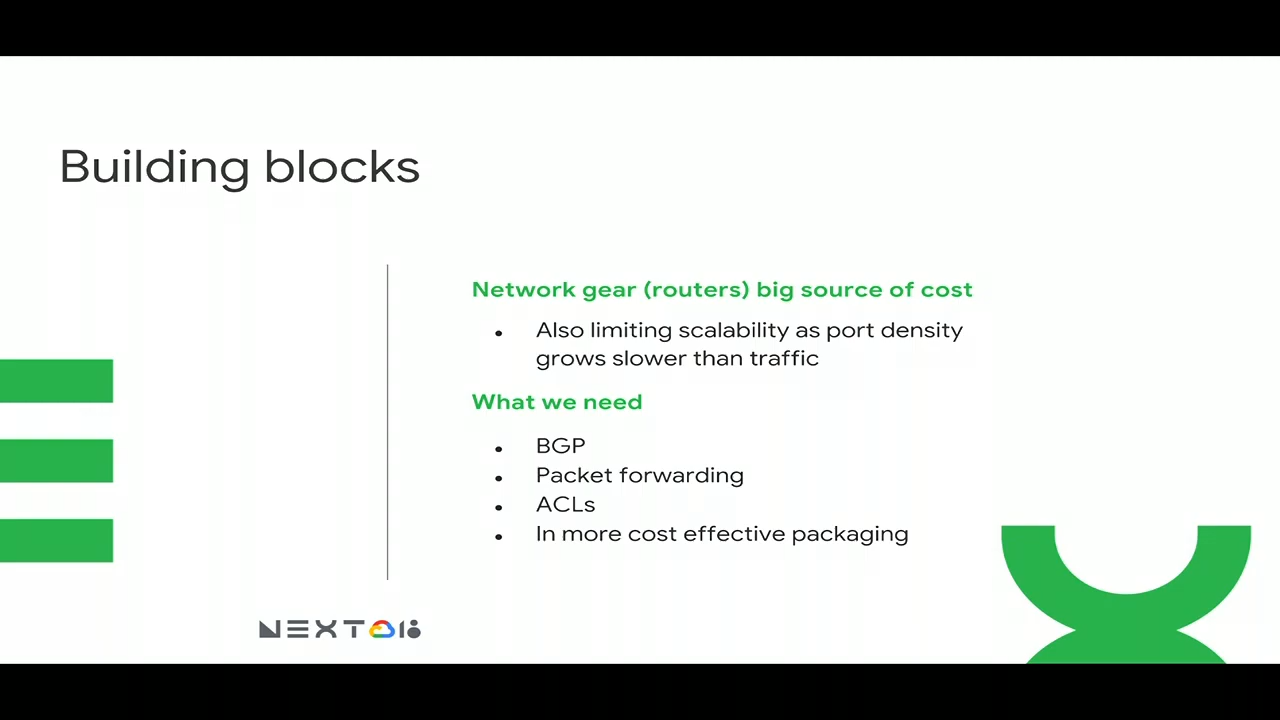 Building blocks
Network gear (routers) big source of cost
• Also limiting scalability as port density
grows slower than traffic
What we need
• BGP
• Packet forwarding
• ACLs
• In more cost effective packaging
NEXT 18